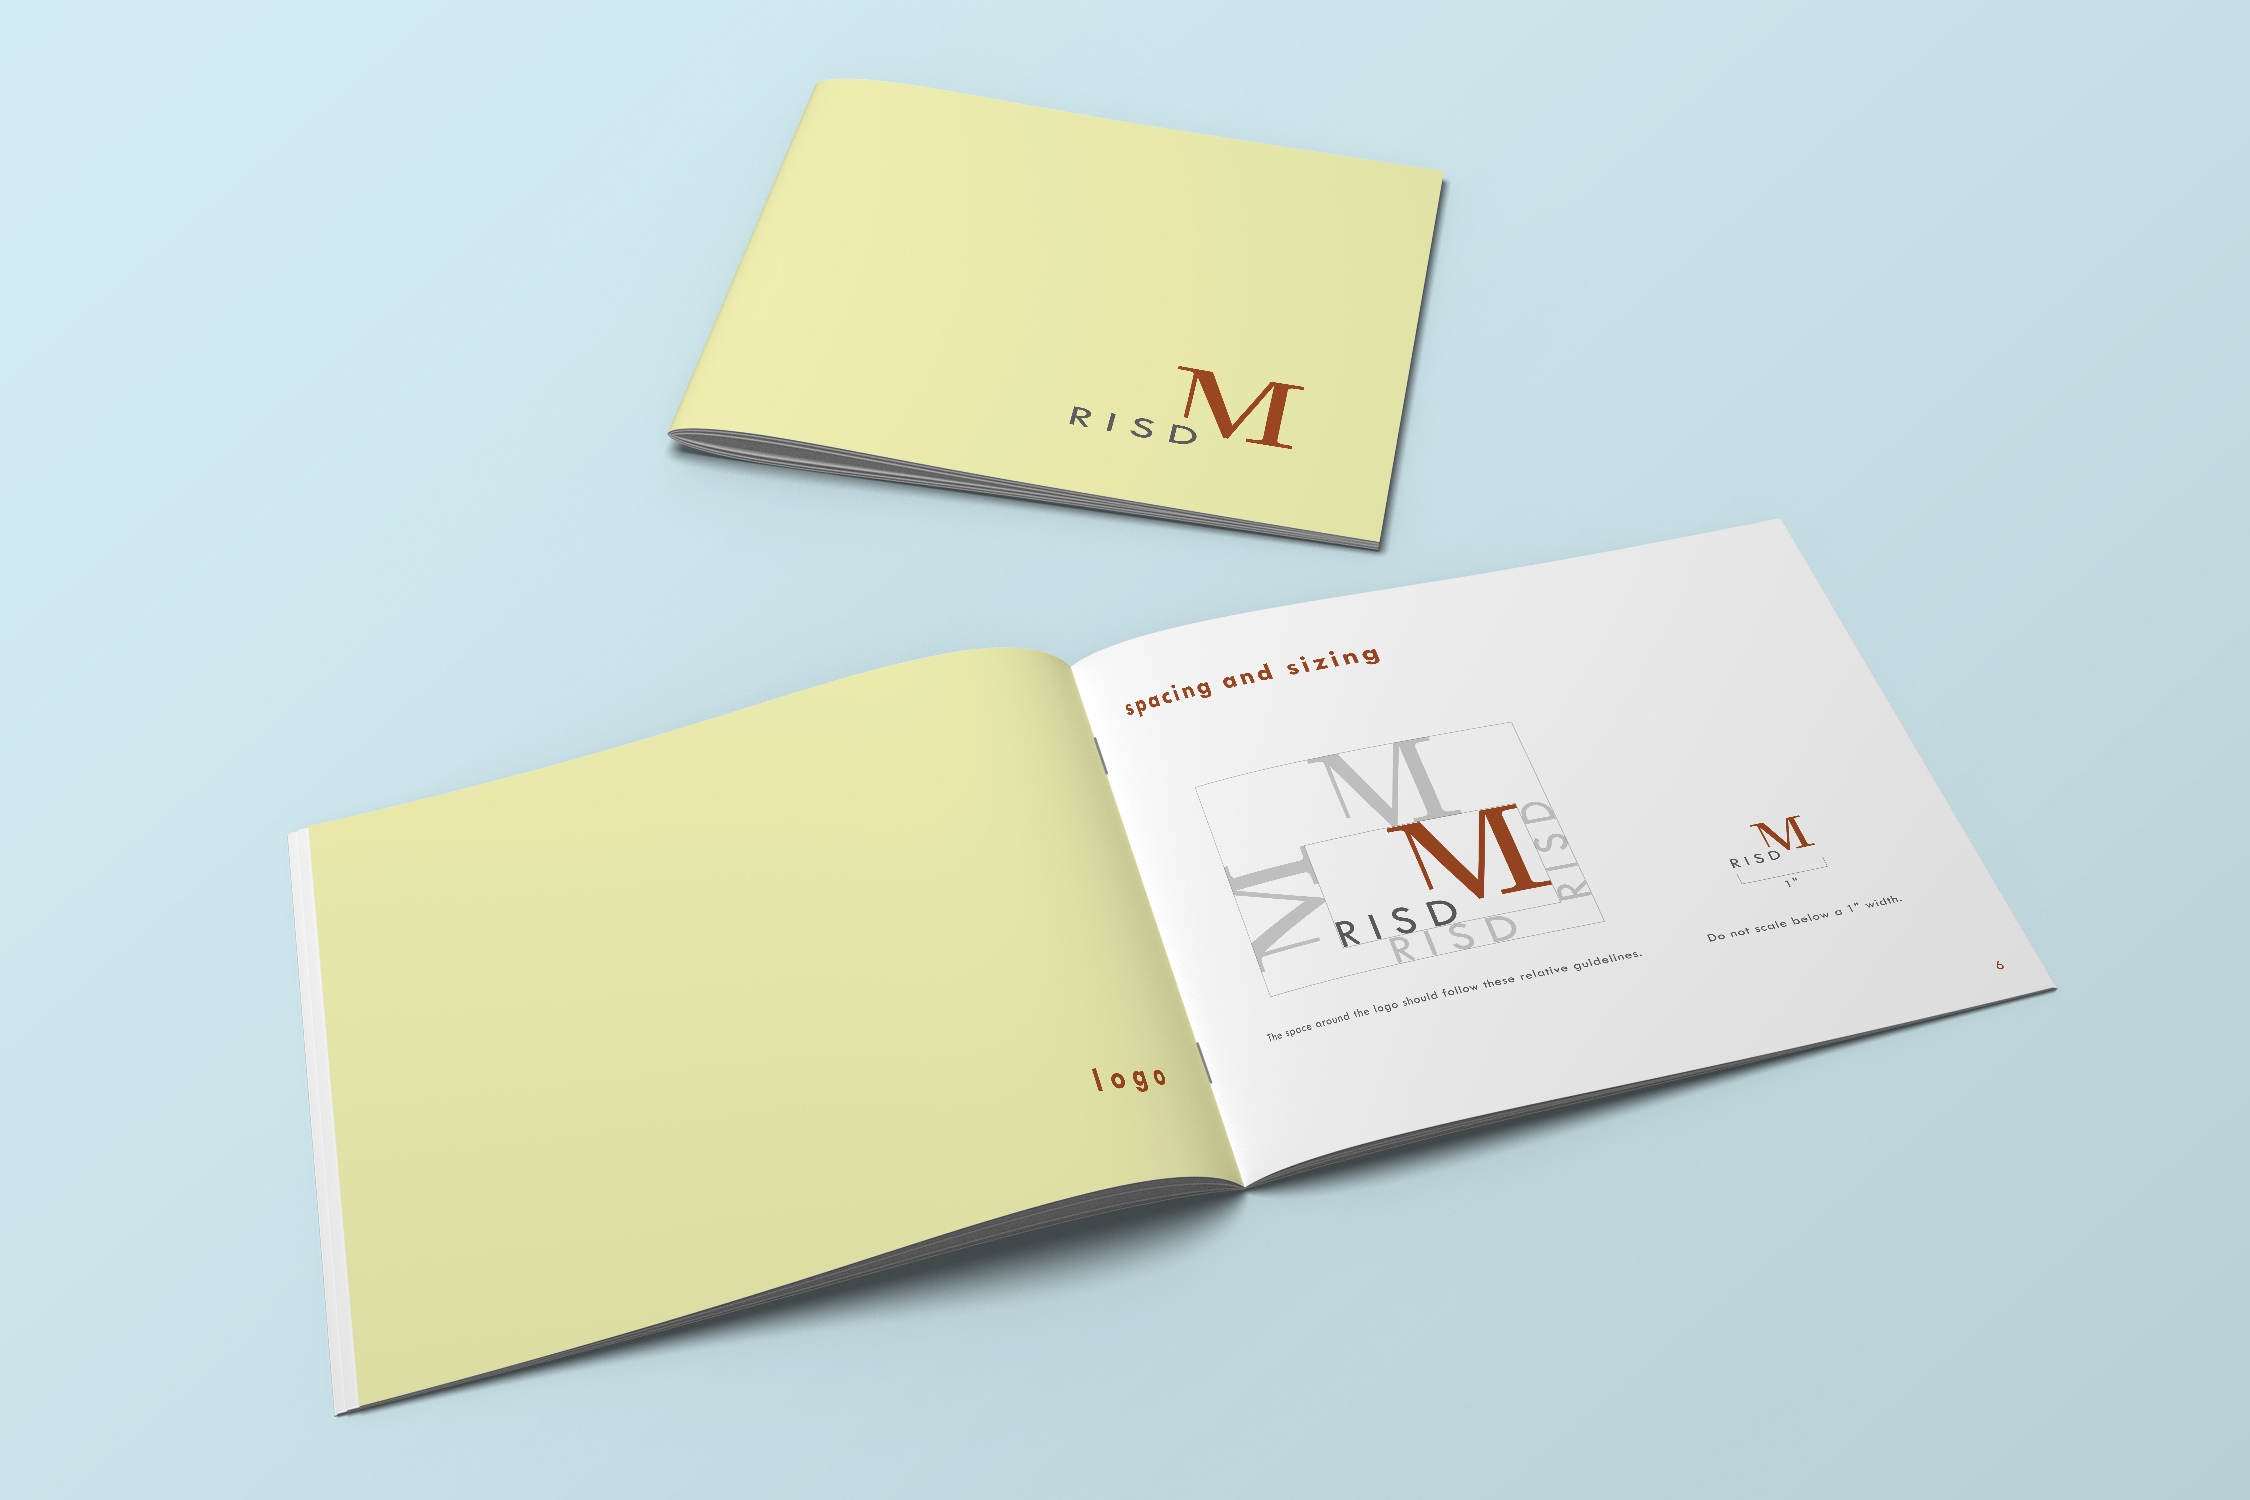 RISD M
logo
spacing and sizing
M
M
RISD M
RISD
RISD
The space around the logo should follow these relative guidelines.
RISD M
1"
Do not scale below a 1" width.
6